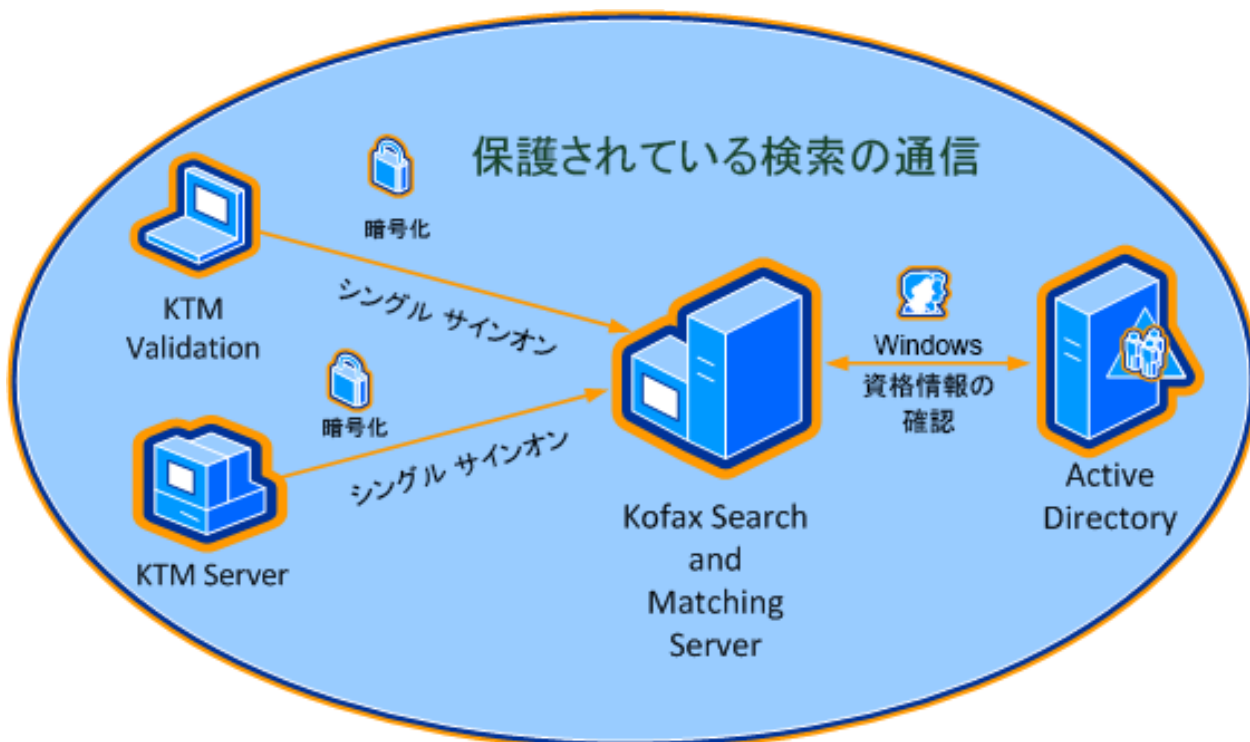 保護されている検索の通信
暗号化
シングル サインオン
KTM
Validation
暗号化
シングル サインオン
KTM Server
Kofax Search
and
Matching
Server
Windows
資格情報の
確認
Active
Directory